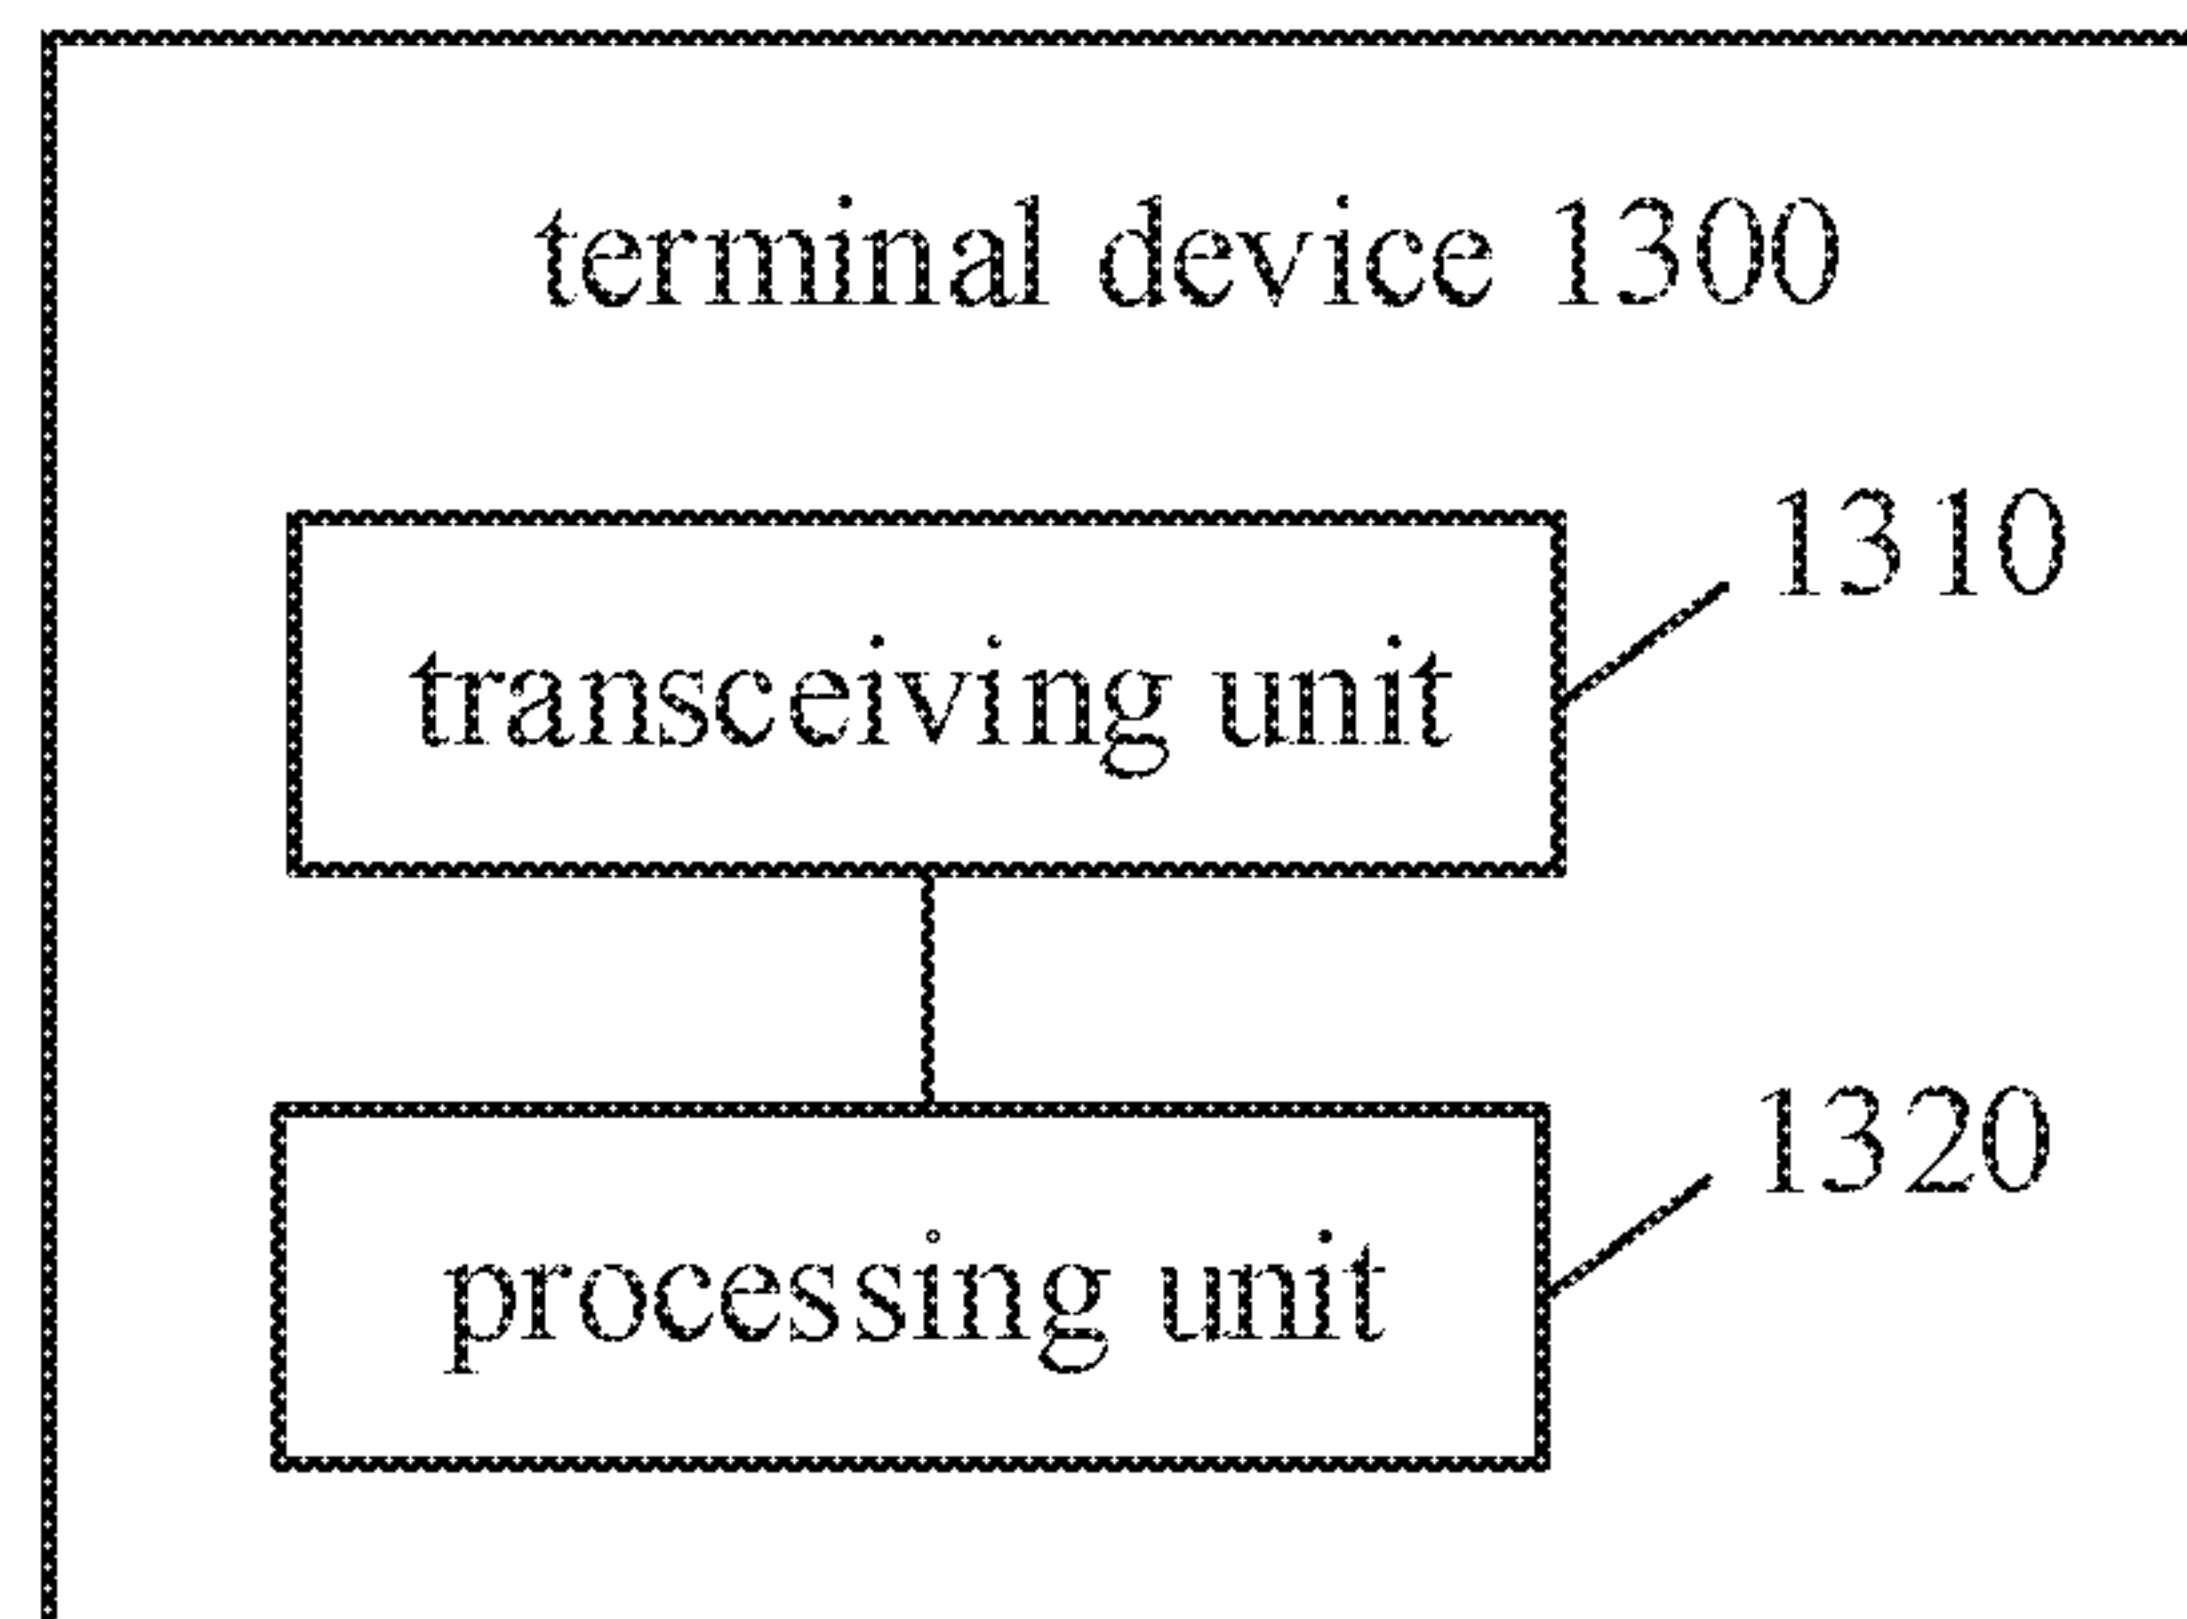 terminal device 1300
1310
transceiving unit
1320
processing unit